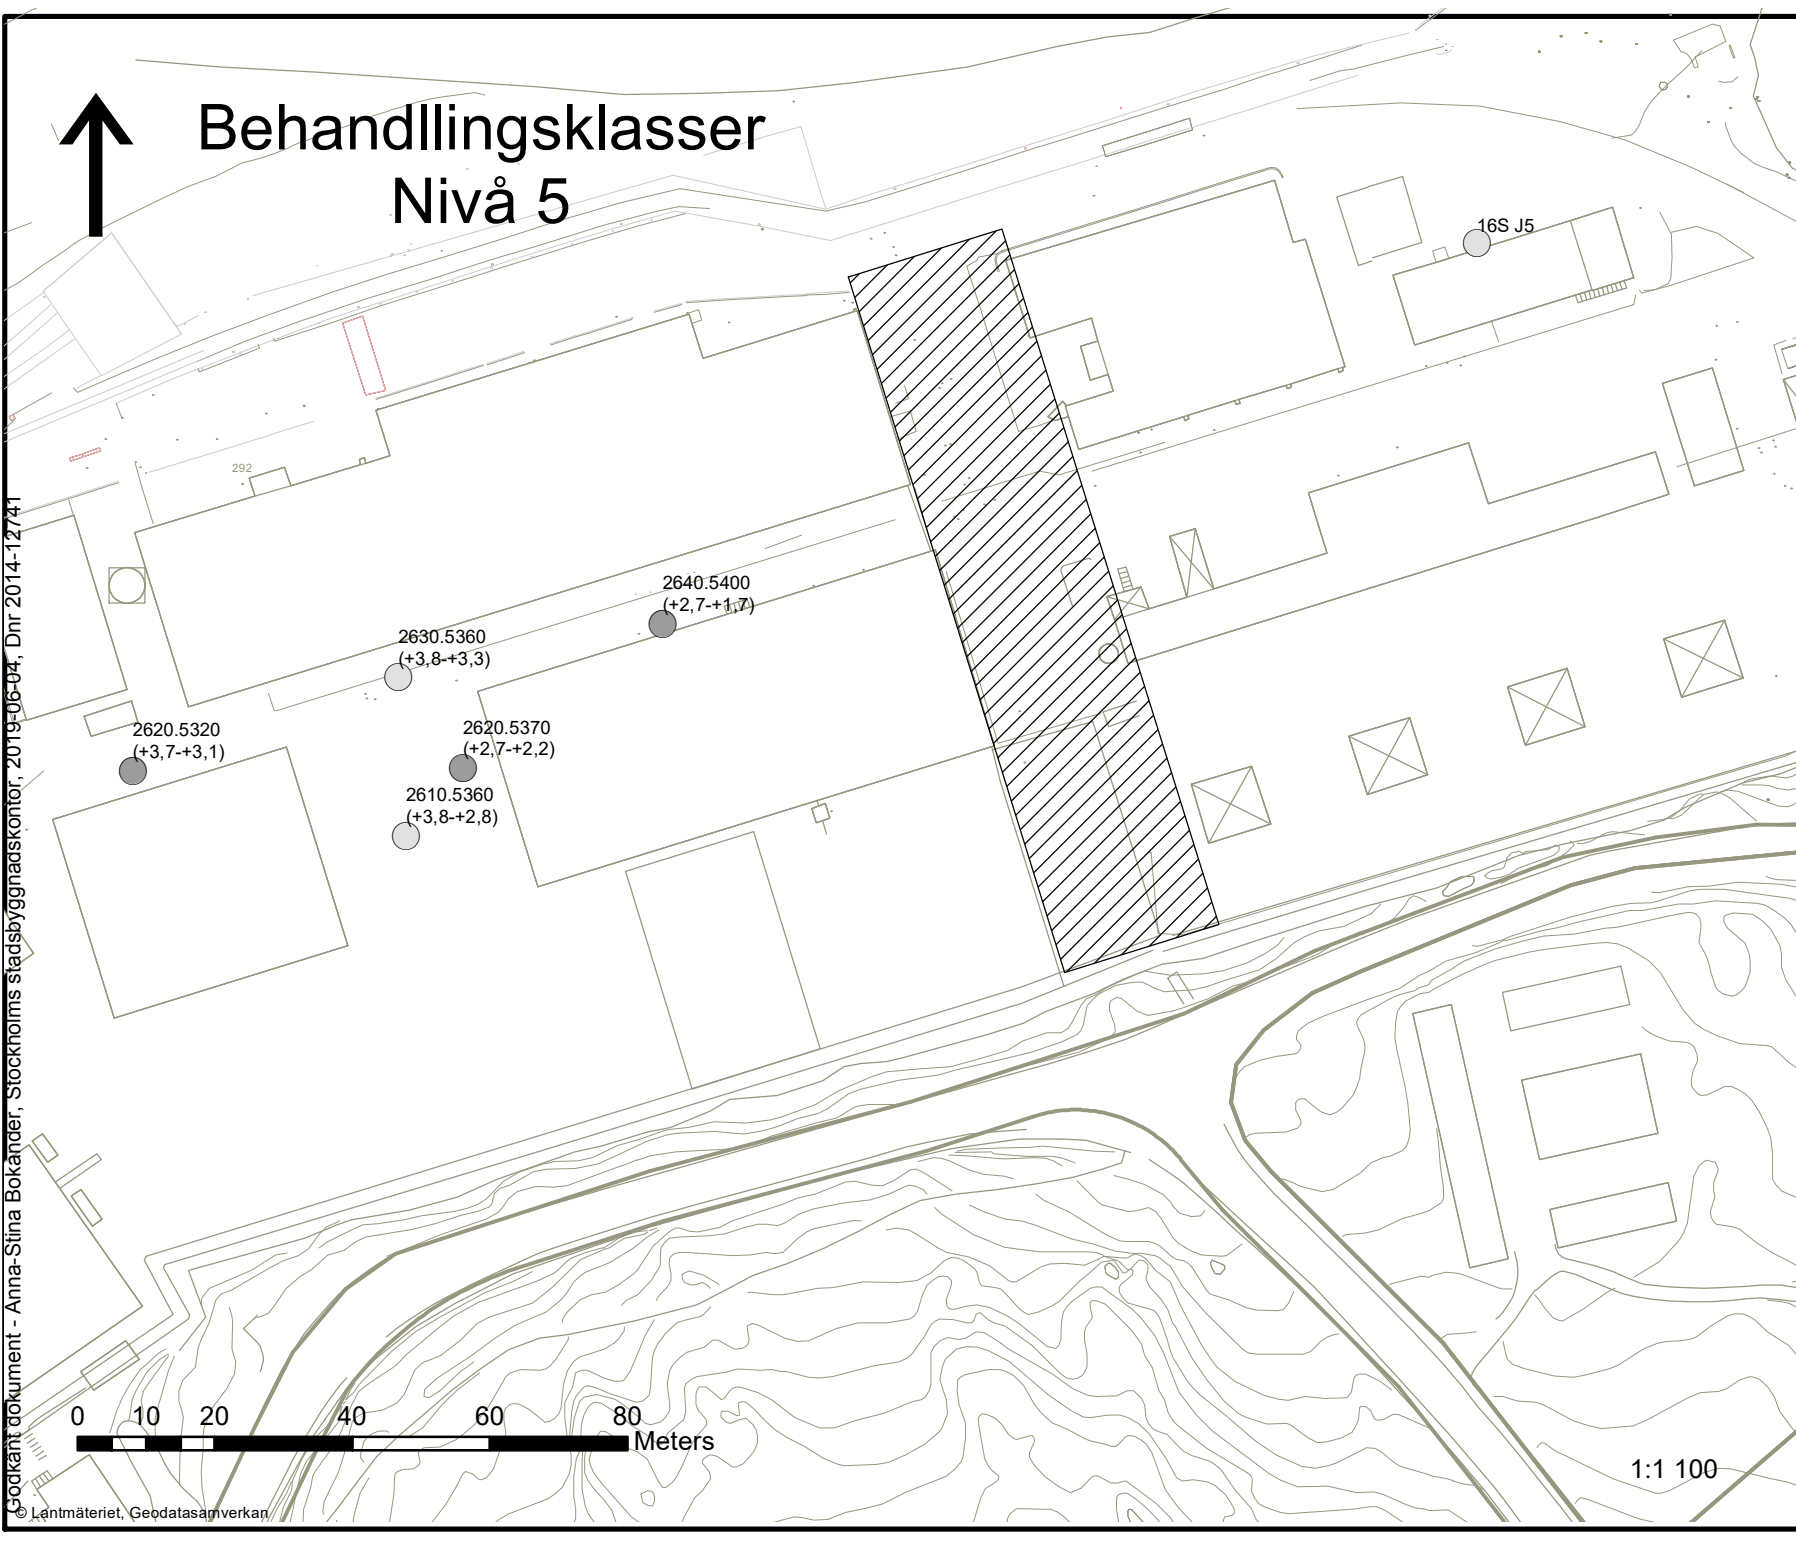 Behandllingsklasser
Nivå 5
16S J5
292
2640.5400
(+2,7-+1,7)
2630.5360
(+3,8-+3,3)
2620.5320
(+3,7-+3,1)
2620.5370
(+2,7-+2,2)
2610.5360
(+3,8-+2,8)
Godkänt dokument - Anna-Stina Bokander, Stockholms stadsbyggnadskontor, 2019-06-04, Dnr 2014-12741
0 10 20 40 60 80
Meters
1:1 100
© Lantmäteriet, Geodatasamverkan